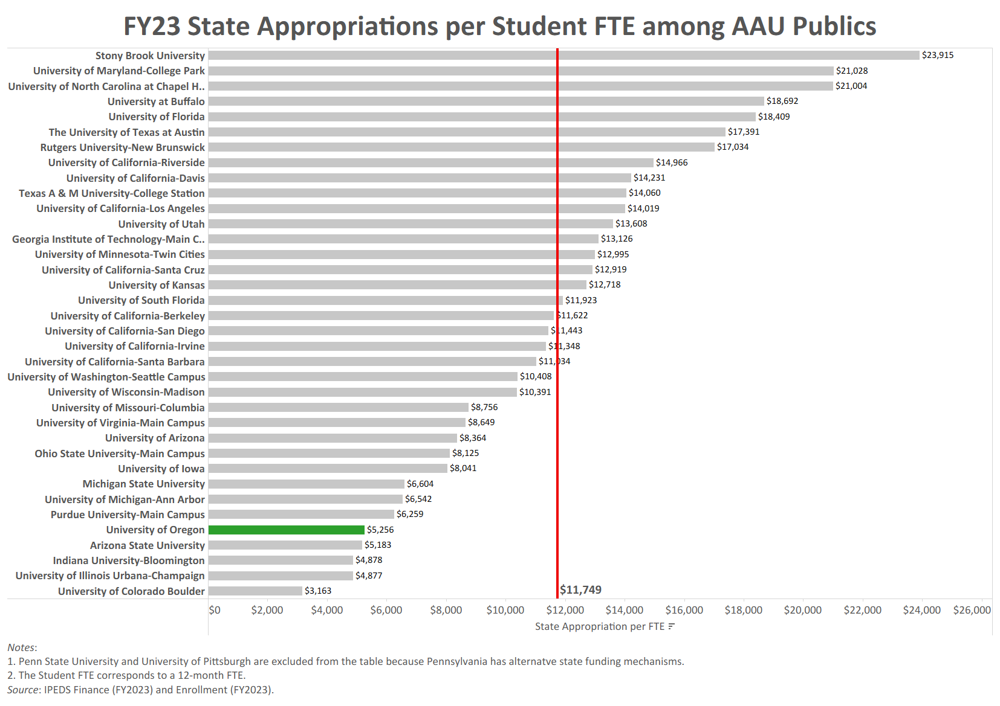 FY23 State Appropriations per Student FTE among AAU Publics
Stony Brook University $23,915
University of Maryland-College Park $21,028
University of North Carolina at Chapel H.. $21,004
University at Buffalo $18,692
University of Florida $18,409
The University of Texas at Austin $17,391
Rutgers University-New Brunswick $17,034
University of California-Riverside $14,966
University of California-Davis $14,231
Texas A & M University-College Station $14,060
University of California-Los Angeles $14,019
University of Utah $13,608
Georgia Institute of Technology-Main C.. $13,126
University of Minnesota-Twin Cities $12,995
University of California-Santa Cruz $12,919
University of Kansas $12,718
University of South Florida $11,923
University of California-Berkeley $11,622
University of California-San Diego $11,443
University of California-Irvine $11,348
University of California-Santa Barbara $11,034
University of Washington-Seattle Campus $10,408
University of Wisconsin-Madison $10,391
University of Missouri-Columbia $8,756
University of Virginia-Main Campus $8,649
University of Arizona $8,364
Ohio State University-Main Campus $8,125
University of Iowa $8,041
Michigan State University $6,604
University of Michigan-Ann Arbor $6,542
Purdue University-Main Campus $6,259
University of Oregon $5,256
Arizona State University $5,183
Indiana University-Bloomington $4,878
University of Illinois Urbana-Champaign $4,877
University of Colorado Boulder $3,163 $11,749
$0 $2,000 $4,000 $6,000 $8,000 $10,000 $12,000 $14,000 $16,000 $18,000 $20,000 $22,000 $24,000 $26,000
State Appropriation per FTE
Notes:
1. Penn State University and University of Pittsburgh are excluded from the table because Pennsylvania has alternatve state funding mechanisms.
2. The Student FTE corresponds to a 12-month FTE.
Source: IPEDS Finance (FY2023) and Enrollment (FY2023).